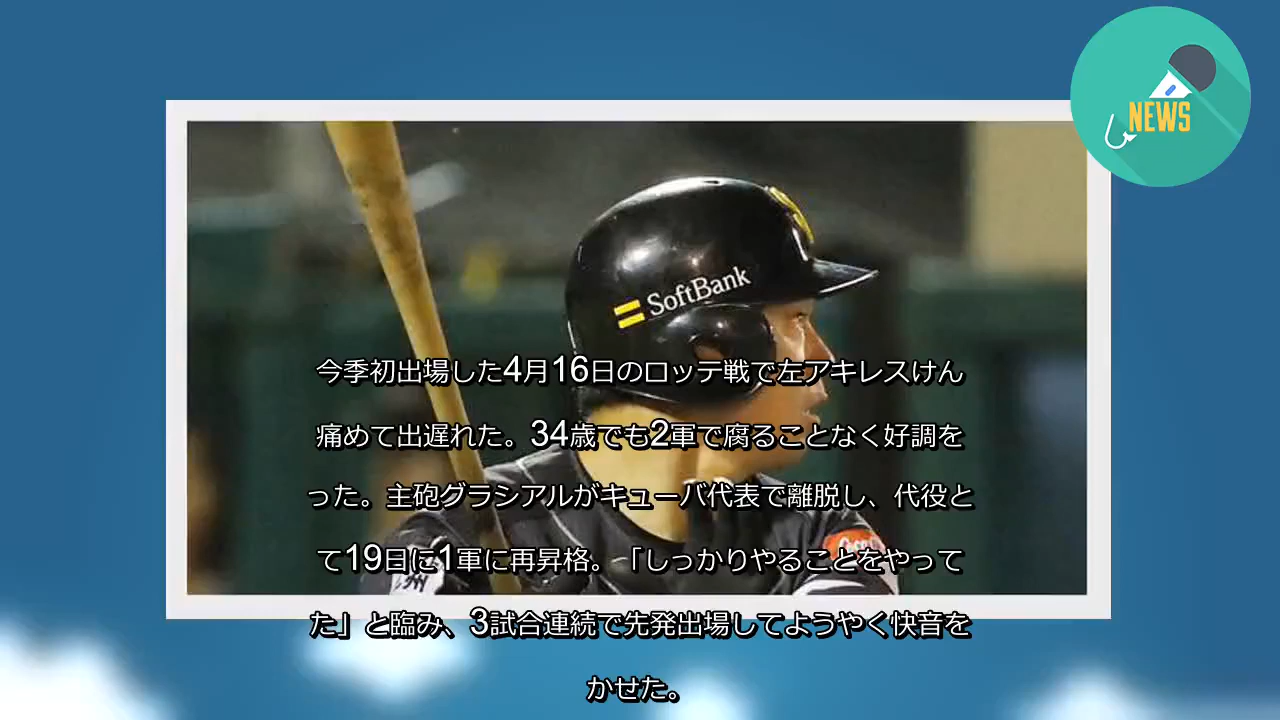 NEWS
SoftBank
今季初出場した4月16日のロッテ戦で左アキレスけん
痛めて出遅れた。34歳でも2軍で腐ることなく好調を
った。主砲グラシアルがキューバ代表で離脱し、代役と
て19日に1軍に再昇格。「しっかりやることをやって
た」と臨み、3試合連続で先発出場してようやく快音を
かせた。